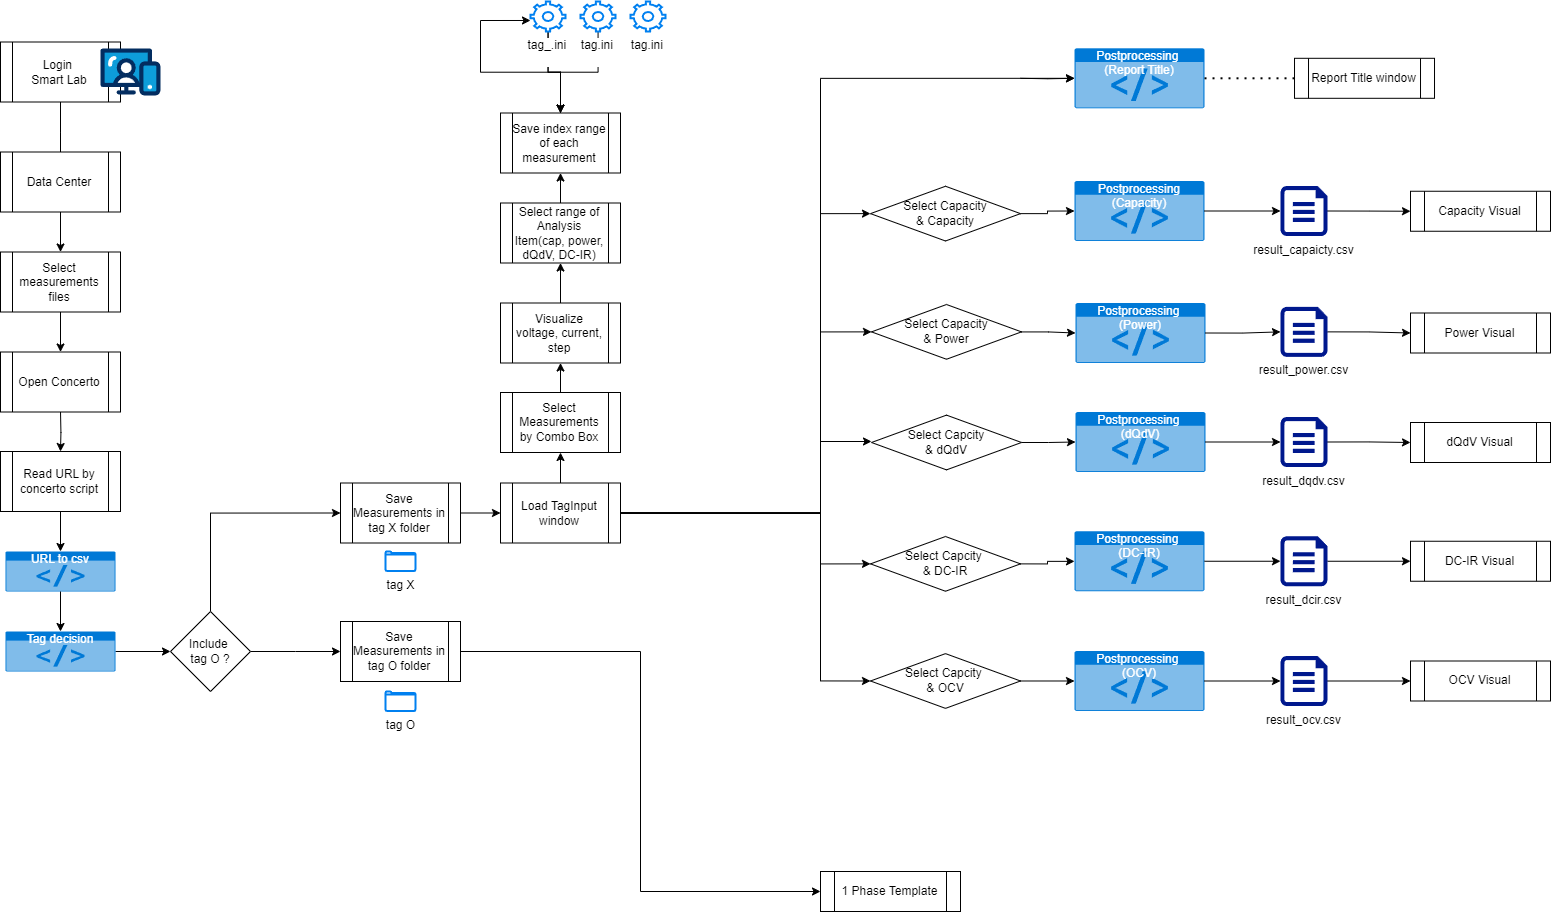 Login
Smart Lab
Data Center
Select
measurements
files
Open Concerto
Read URL by
concerto script
URL to csv
Tag decision
Include
tag O ?
Save
Measurements in
tag X folder
tag X
Save
Measurements in
tag O folder
tag O
tag_.ini
tag.ini
tag.ini
Save index range
of each
measurement
Select range of
Analysis
Item(cap, power,
dQdV, DC-IR)
Visualize
voltage, current,
step
Select
Measurements
by Combo Box
Load TagInput
window
Postprocessing
(Report Title)
Report Title window
Select Capacity
& Capacity
Postprocessing
(Capacity)
result_capaicty.csv
Capacity Visual
Select Capacity
& Power
Postprocessing
(Power)
result_power.csv
Power Visual
Select Capcity
& dQdV
Postprocessing
(dQdV)
result_dqdv.csv
dQdV Visual
Select Capcity
& DC-IR
Postprocessing
(DC-IR)
result_dcir.csv
DC-IR Visual
Select Capcity
& OCV
Postprocessing
(OCV)
result_ocv.csv
OCV Visual
1 Phase Template